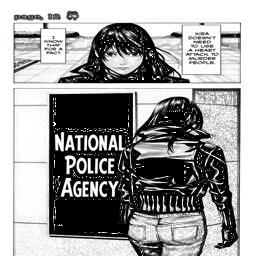 page. 12
I
KNOW
THAT
FOR A
FACT.
KIRA
DOESN'T
NEED
TO USE
A HEART
ATTACK TO
MURDER
PEOPLE.
NATIONAL
POLICE
AGENCY